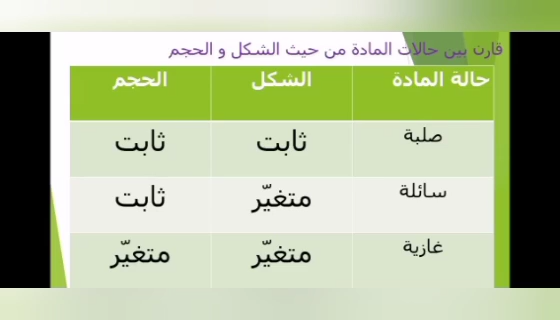 قارن بين حالات المادة من حيث الشكل و الحجم
حالة المادة الشكل الحجم
صلبة ثابت ثابت
سائلة متغيّر ثابت
غازية متغيّر متغيّر